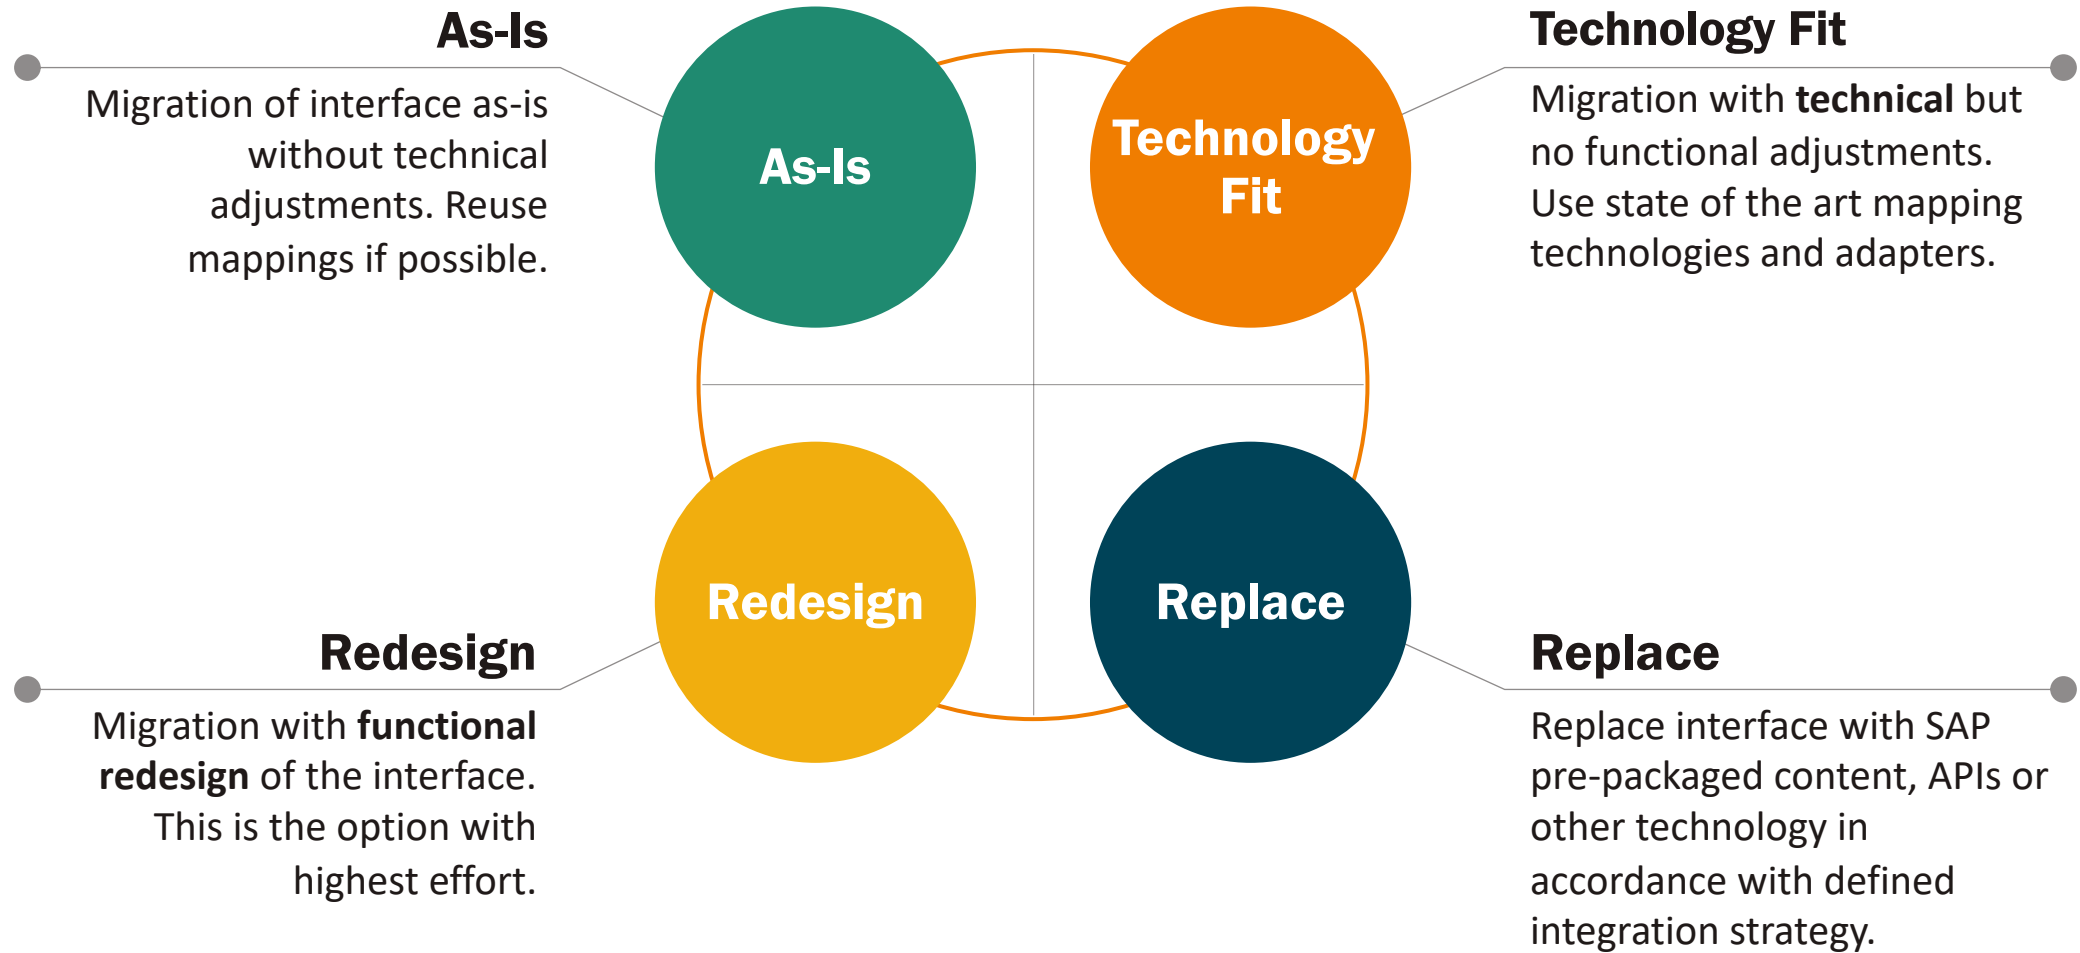 As-Is
Migration of interface as-is
without technical
adjustments. Reuse
mappings if possible.
As-Is
Technology
Fit
Technology Fit
Migration with technical but
no functional adjustments.
Use state of the art mapping
technologies and adapters.
Redesign
Migration with functional
redesign of the interface.
This is the option with
highest effort.
Redesign
Replace
Replace
Replace interface with SAP
pre-packaged content, APIs or
other technology in
accordance with defined
integration strategy.